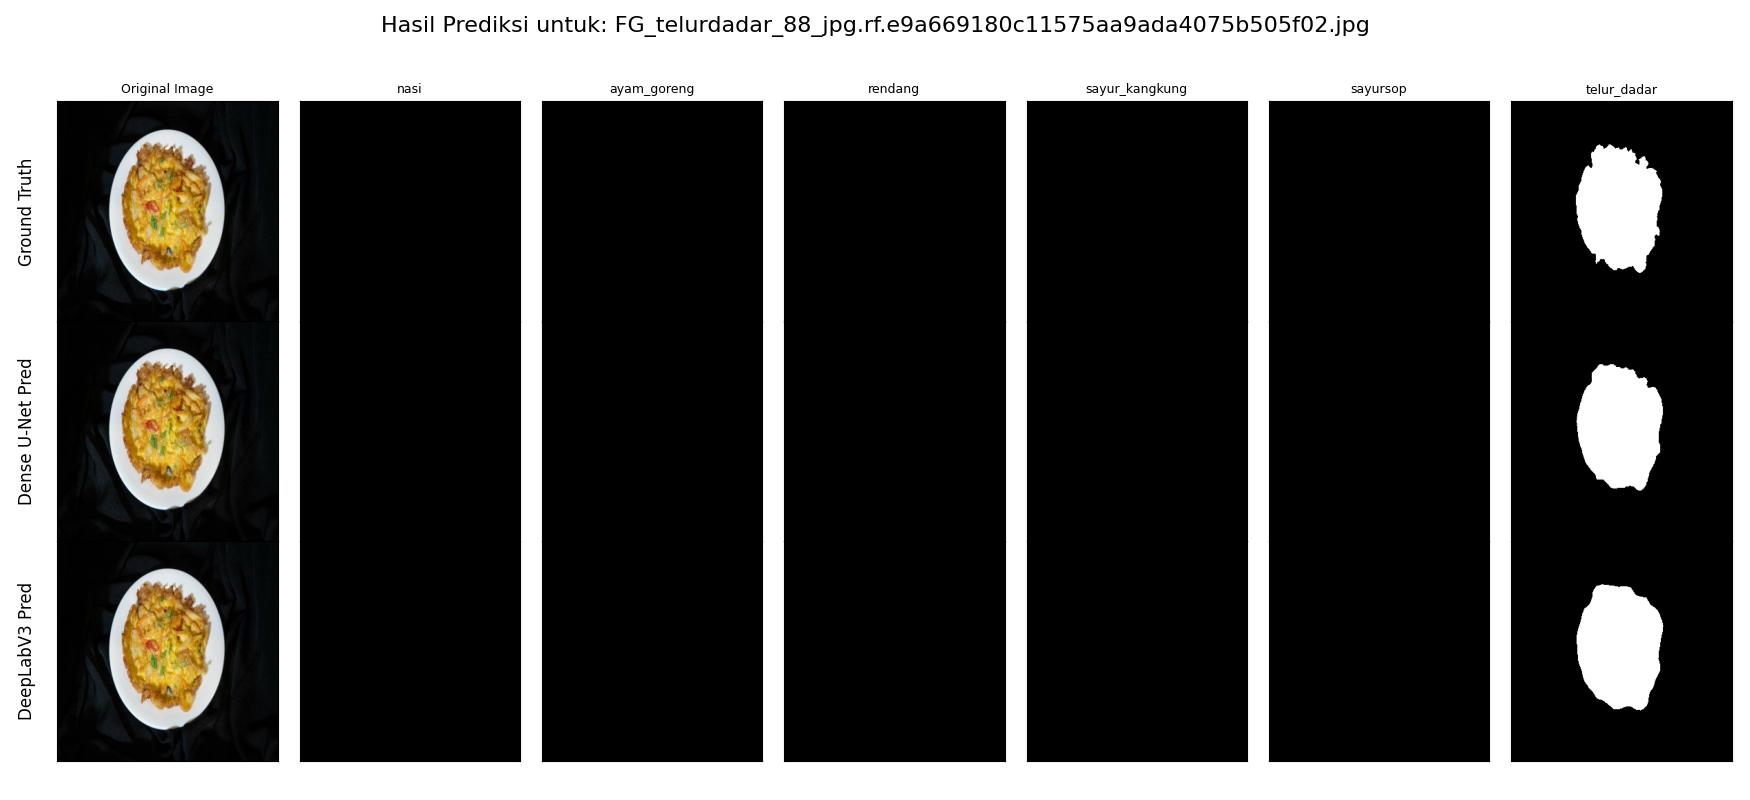 Hasil Prediksi untuk: FG_telurdadar_88_jpg.rf.e9a669180c11575aa9ada4075b505f02.jpg
Original Image nasi ayam_goreng rendang sayur_kangkung sayursop telur_dadar
Ground Truth
Dense U-Net Pred
DeepLabV3 Pred